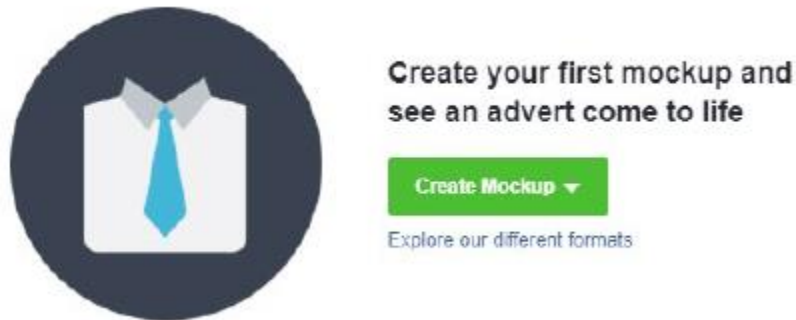 Create your first mockup and
see an advert come to life
Create Mockup
Explore our different formats